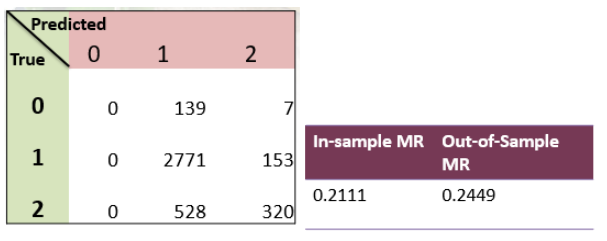 Predicted
True 0 1 2
0 0 139 7
1 0 2771 153
2 0 528 320
In-sample MR Out-of-Sample MR
0.2111 0.2449